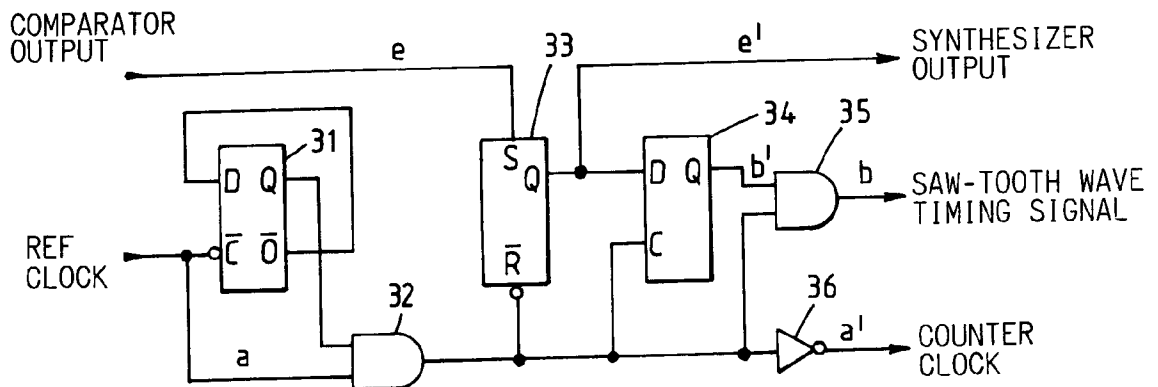 COMPARATOR
OUTPUT
e
33
e'
SYNTHESIZER
OUTPUT
31
D Q
C̅ O̅
S
Q
R̅
34
D Q
C
b'
35
b
SAW-TOOTH WAVE
TIMING SIGNAL
REF
CLOCK
a
32
36
a'
COUNTER
CLOCK